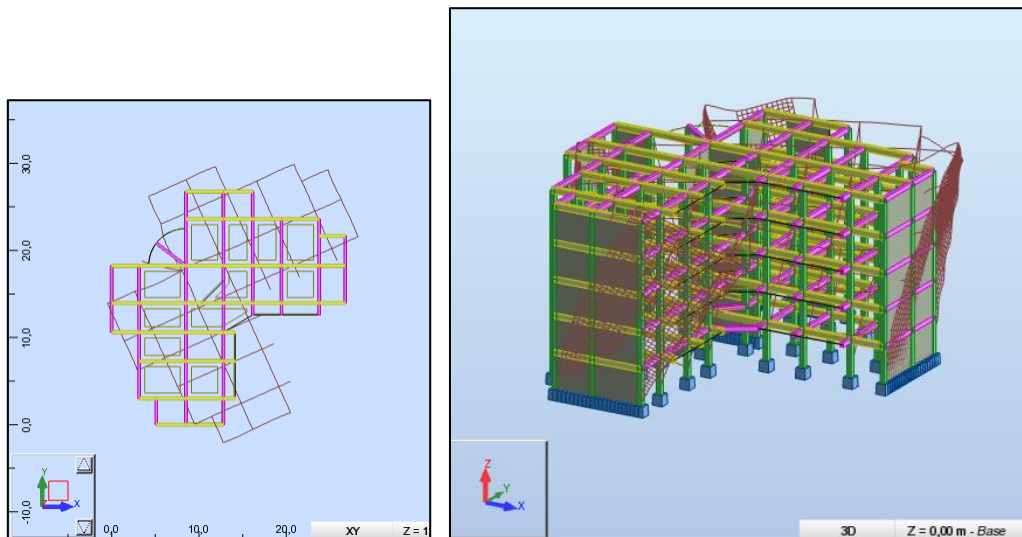 30,0
20,0
10,0
0,0
-10,0
0,0 10,0 20,0
Y
X
XY Z = 1
Z
Y
X
3D Z = 0,00 m - Base